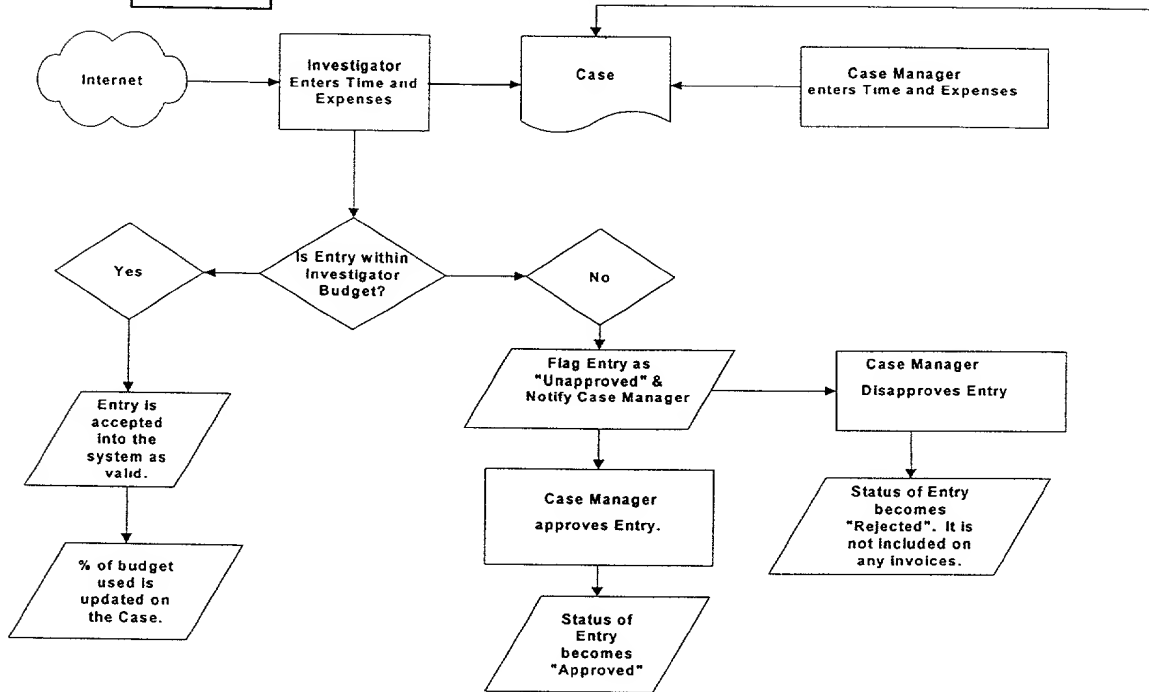 Internet
Investigator
Enters Time and
Expenses
Case
Case Manager
enters Time and Expenses
Yes
Is Entry within
Investigator
Budget?
No
Flag Entry as
"Unapproved" &
Notify Case Manager
Case Manager
Disapproves Entry
Entry is
accepted
into the
system as
valid.
Case Manager
approves Entry.
Status of Entry
becomes
"Rejected". It is
not included on
any invoices.
% of budget
used is
updated on
the Case.
Status of
Entry
becomes
"Approved"